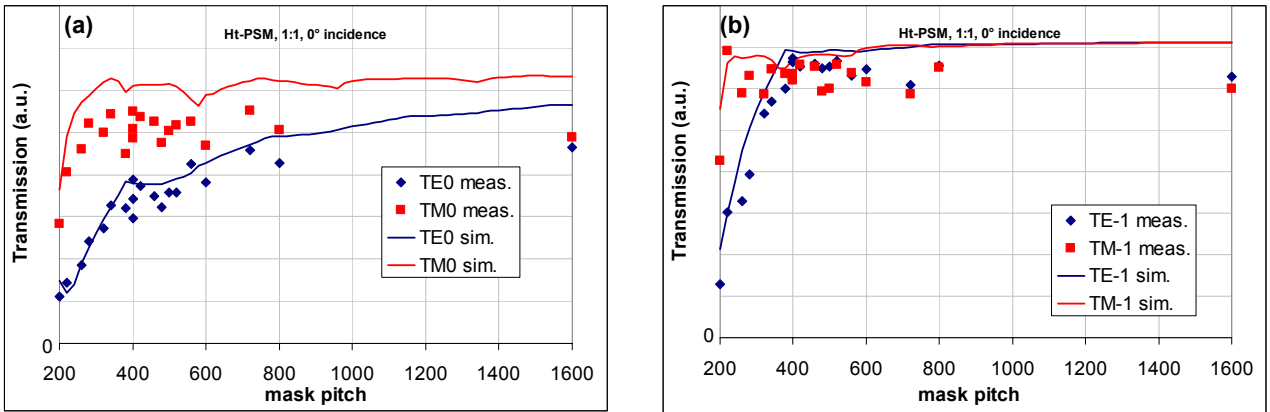 (a)
Ht-PSM, 1:1, 0° incidence
Transmission (a.u.)
TE0 meas.
TM0 meas.
TE0 sim.
TM0 sim.
0
200 400 600 800 1000 1200 1400 1600
mask pitch
(b)
Ht-PSM, 1:1, 0° incidence
Transmission (a.u.)
TE-1 meas.
TM-1 meas.
TE-1 sim.
TM-1 sim.
0
200 400 600 800 1000 1200 1400 1600
mask pitch